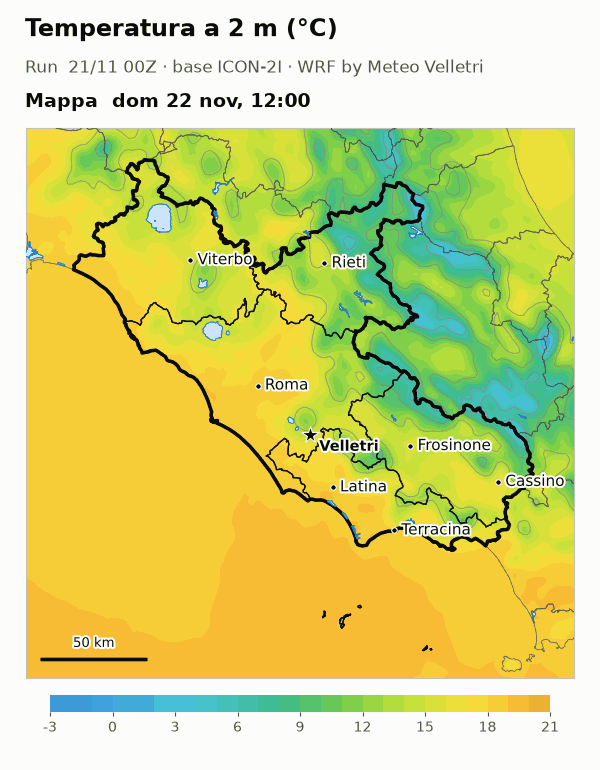 Temperatura a 2 m (°C)
Run 21/11 00Z · base ICON-2I · WRF by Meteo Velletri
Mappa dom 22 nov, 12:00
Viterbo
Rieti
Roma
Velletri
Frosinone
Cassino
Latina
Terracina
50 km
-3 0 3 6 9 12 15 18 21